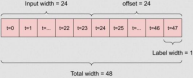 Input width = 24
offset = 24
t=0 t=1 t=... t=22 t=23 t=24 t=25 t=... t=46 t=47
Label width = 1
Total width = 48